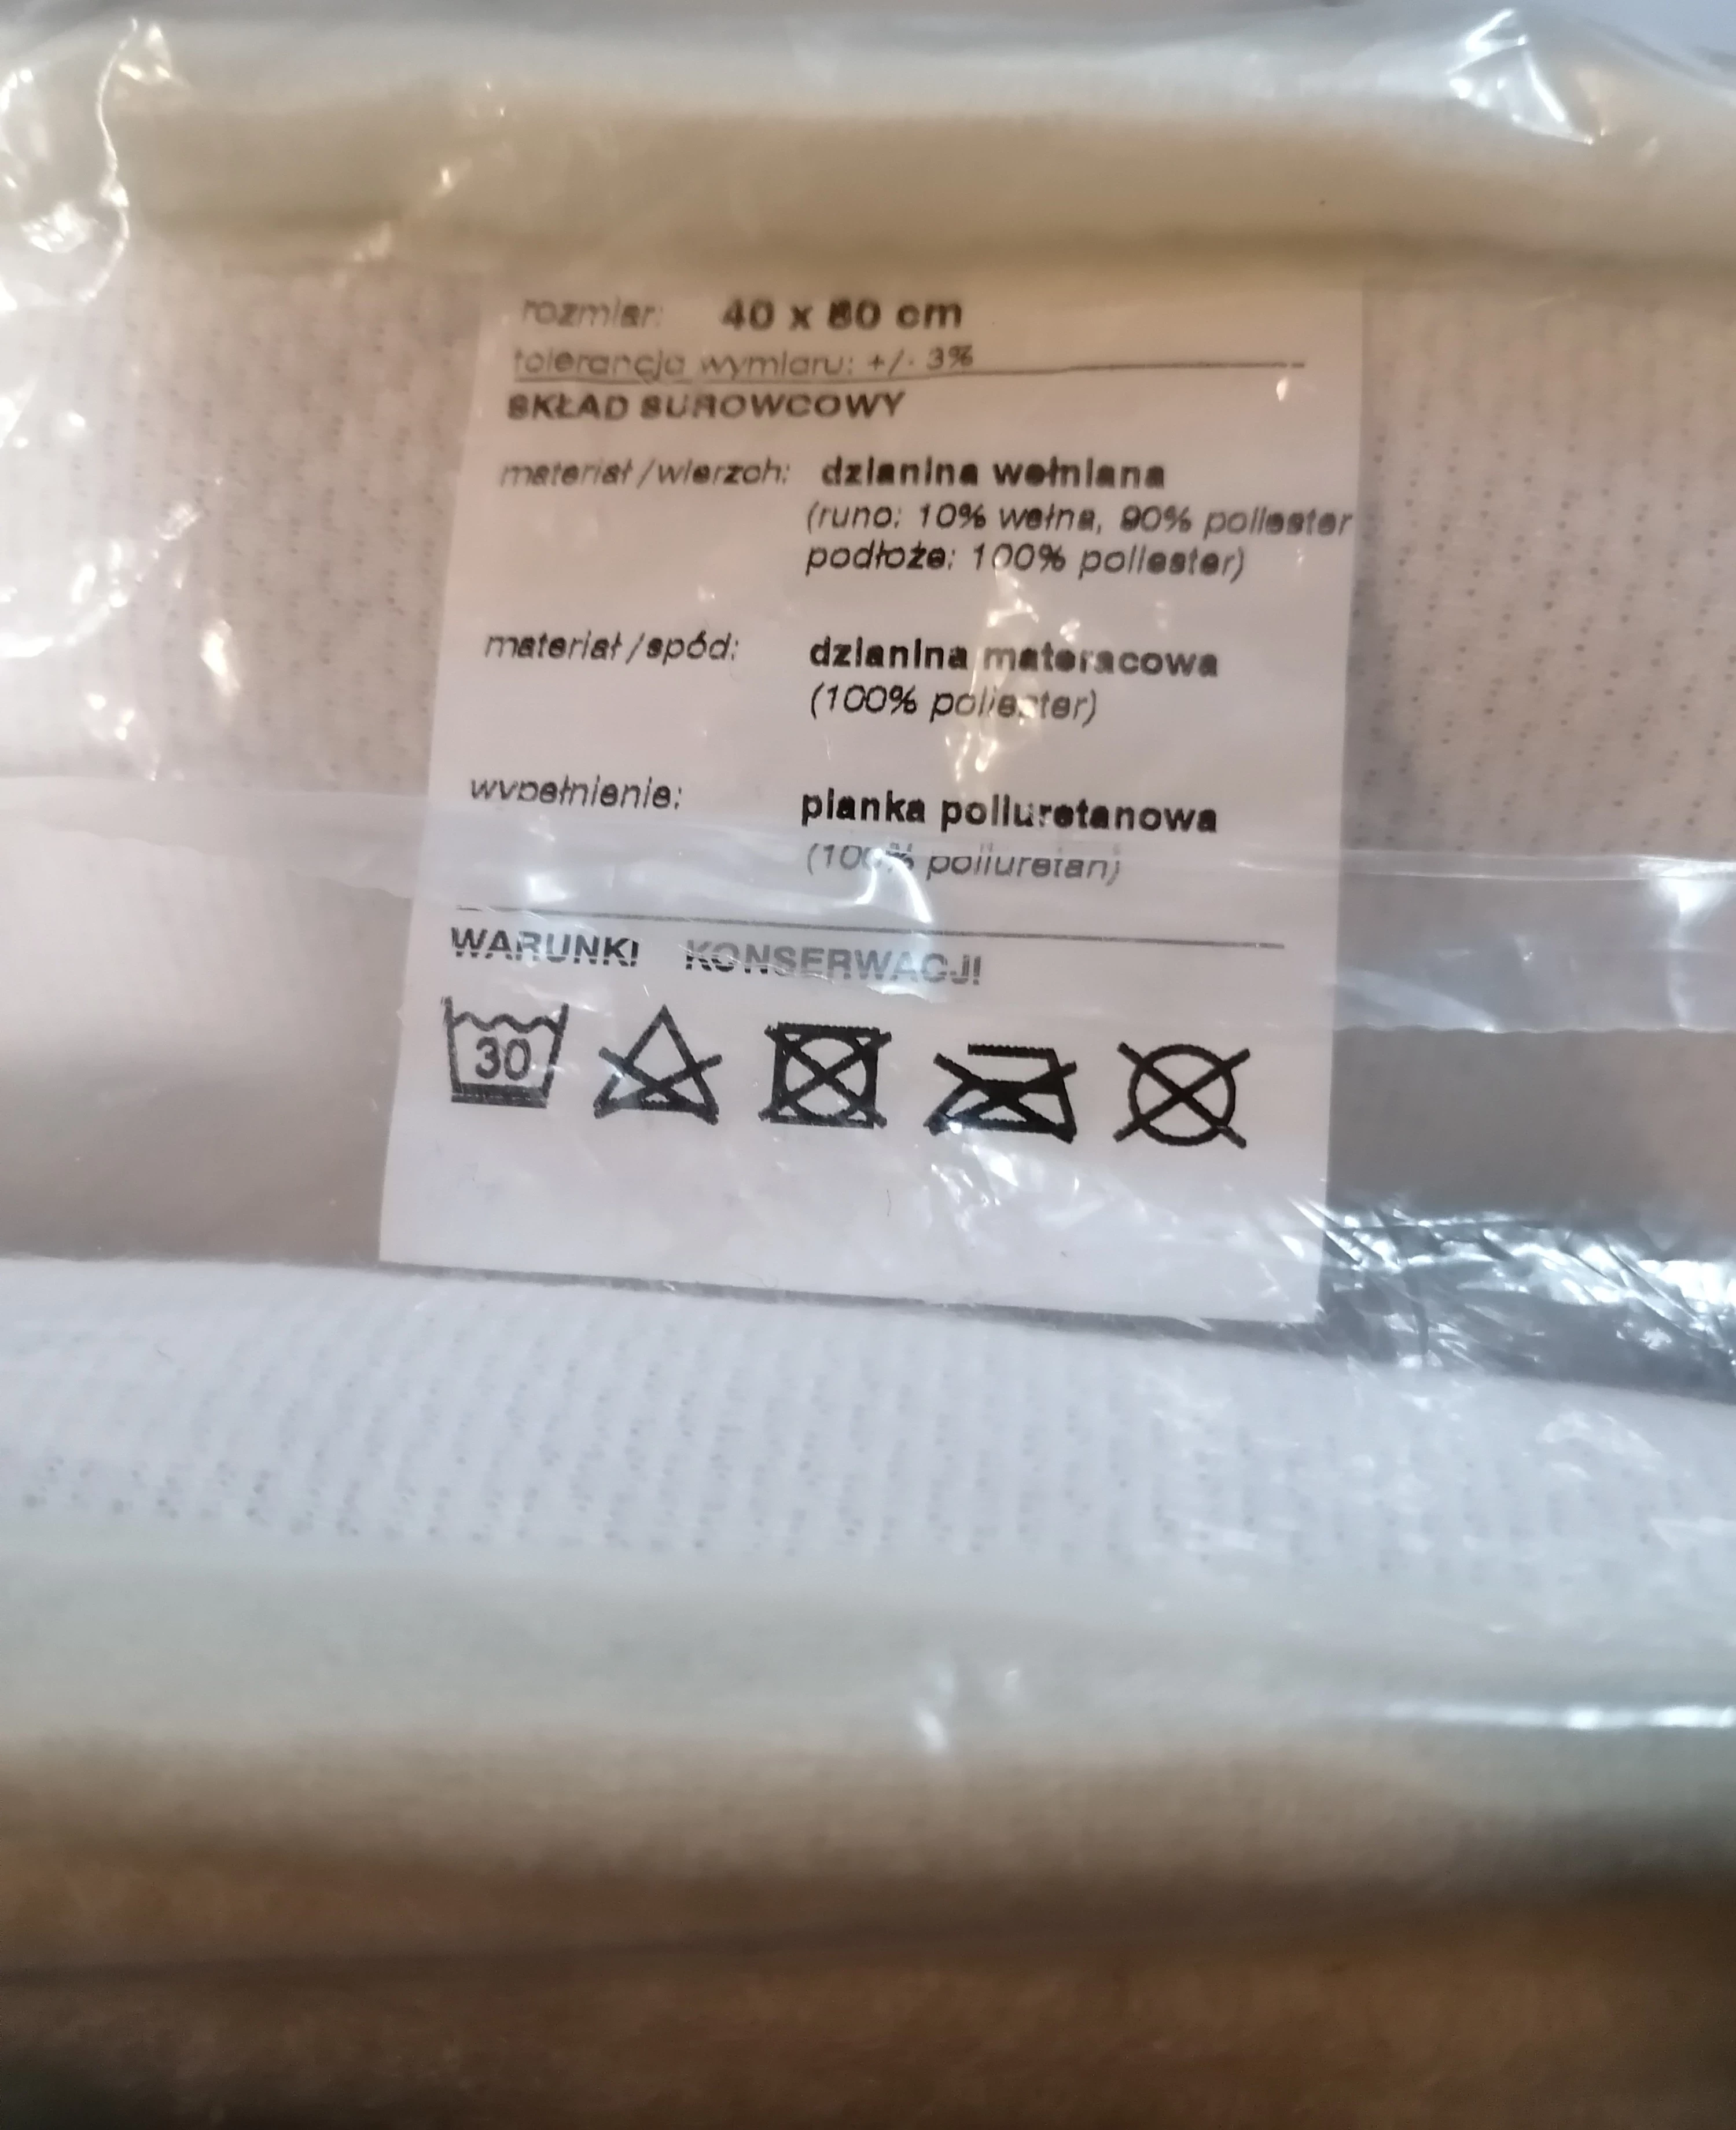 rozmiar: 40 x 80 cm
tolerancja wymiaru: +/- 3%
SKŁAD SUROWCOWY
materiał/wierzch: dzianina wełniana
(runo: 10% wełna, 90% poliester
podłoże: 100% poliester)
materiał/spód: dzianina materacowa
(100% poliester)
wypełnienie: pianka poliuretanowa
(100% poliuretan)
WARUNKI KONSERWACJI
30